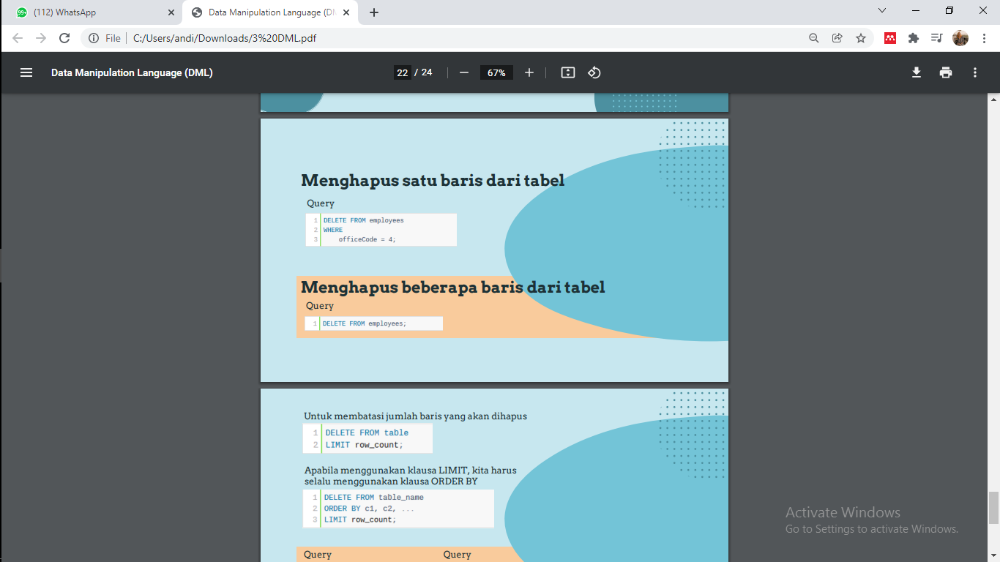 99+
(112) WhatsApp
Data Manipulation Language (DM
File
C:/Users/andi/Downloads/3%20DML.pdf
Data Manipulation Language (DML)
22 / 24
67%
Menghapus satu baris dari tabel
Query
1 DELETE FROM employees
2 WHERE
3 officeCode = 4;
Menghapus beberapa baris dari tabel
Query
1 DELETE FROM employees;
Untuk membatasi jumlah baris yang akan dihapus
1 DELETE FROM table
2 LIMIT row_count;
Apabila menggunakan klausa LIMIT, kita harus
selalu menggunakan klausa ORDER BY
1 DELETE FROM table_name
2 ORDER BY c1, c2, ...
3 LIMIT row_count;
Query
Query
Activate Windows
Go to Settings to activate Windows.